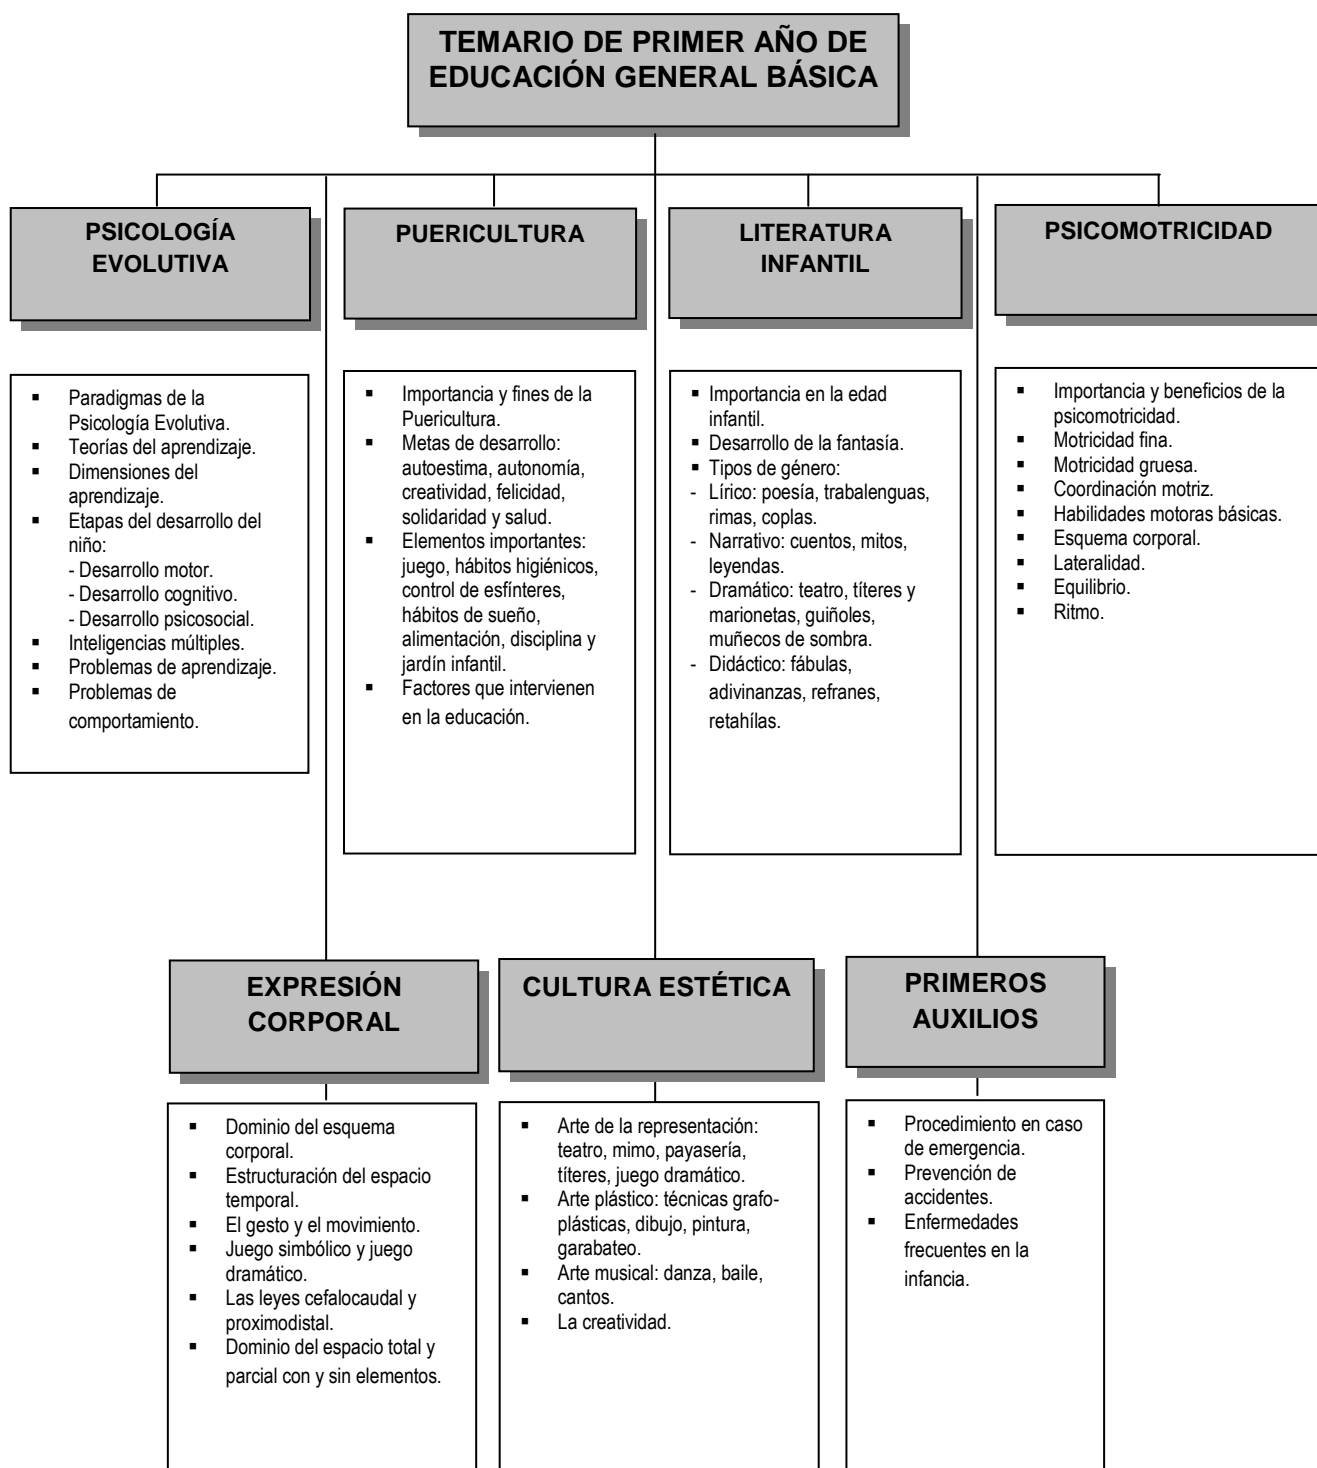 TEMARIO DE PRIMER AÑO DE
EDUCACIÓN GENERAL BÁSICA
PSICOLOGÍA
EVOLUTIVA
▪ Paradigmas de la
Psicología Evolutiva.
▪ Teorías del aprendizaje.
▪ Dimensiones del
aprendizaje.
▪ Etapas del desarrollo del
niño:
- Desarrollo motor.
- Desarrollo cognitivo.
- Desarrollo psicosocial.
▪ Inteligencias múltiples.
▪ Problemas de aprendizaje.
▪ Problemas de
comportamiento.
PUERICULTURA
▪ Importancia y fines de la
Puericultura.
▪ Metas de desarrollo:
autoestima, autonomía,
creatividad, felicidad,
solidaridad y salud.
▪ Elementos importantes:
juego, hábitos higiénicos,
control de esfínteres,
hábitos de sueño,
alimentación, disciplina y
jardín infantil.
▪ Factores que intervienen
en la educación.
LITERATURA
INFANTIL
▪ Importancia en la edad
infantil.
▪ Desarrollo de la fantasía.
▪ Tipos de género:
- Lírico: poesía, trabalenguas,
rimas, coplas.
- Narrativo: cuentos, mitos,
leyendas.
- Dramático: teatro, títeres y
marionetas, guiñoles,
muñecos de sombra.
- Didáctico: fábulas,
adivinanzas, refranes,
retahílas.
PSICOMOTRICIDAD
▪ Importancia y beneficios de la
psicomotricidad.
▪ Motricidad fina.
▪ Motricidad gruesa.
▪ Coordinación motriz.
▪ Habilidades motoras básicas.
▪ Esquema corporal.
▪ Lateralidad.
▪ Equilibrio.
▪ Ritmo.
EXPRESIÓN
CORPORAL
▪ Dominio del esquema
corporal.
▪ Estructuración del espacio
temporal.
▪ El gesto y el movimiento.
▪ Juego simbólico y juego
dramático.
▪ Las leyes cefalocaudal y
proximodistal.
▪ Dominio del espacio total y
parcial con y sin elementos.
CULTURA ESTÉTICA
▪ Arte de la representación:
teatro, mimo, payasería,
títeres, juego dramático.
▪ Arte plástico: técnicas grafo-
plásticas, dibujo, pintura,
garabateo.
▪ Arte musical: danza, baile,
cantos.
▪ La creatividad.
PRIMEROS
AUXILIOS
▪ Procedimiento en caso
de emergencia.
▪ Prevención de
accidentes.
▪ Enfermedades
frecuentes en la
infancia.